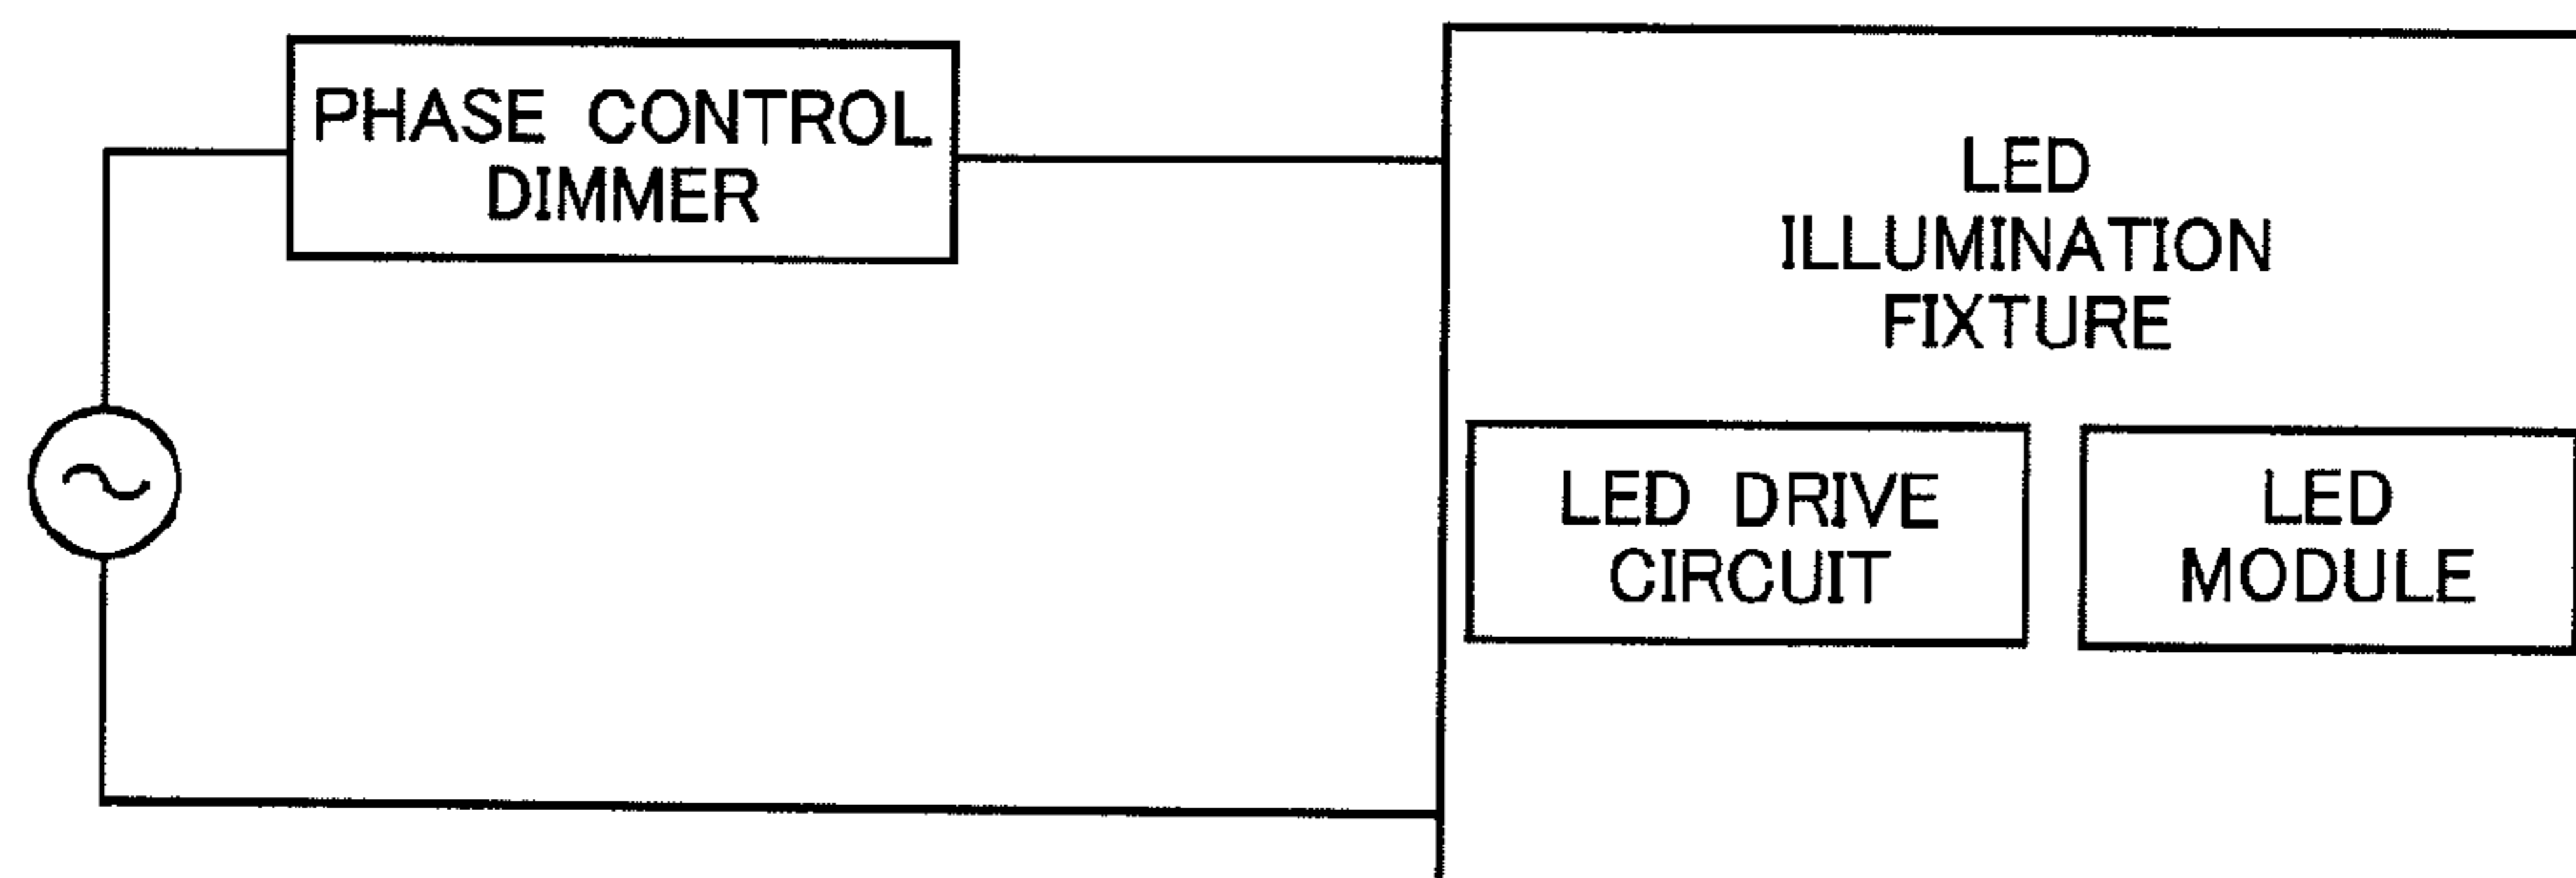 PHASE CONTROL
DIMMER
LED
ILLUMINATION
FIXTURE
LED DRIVE
CIRCUIT
LED
MODULE